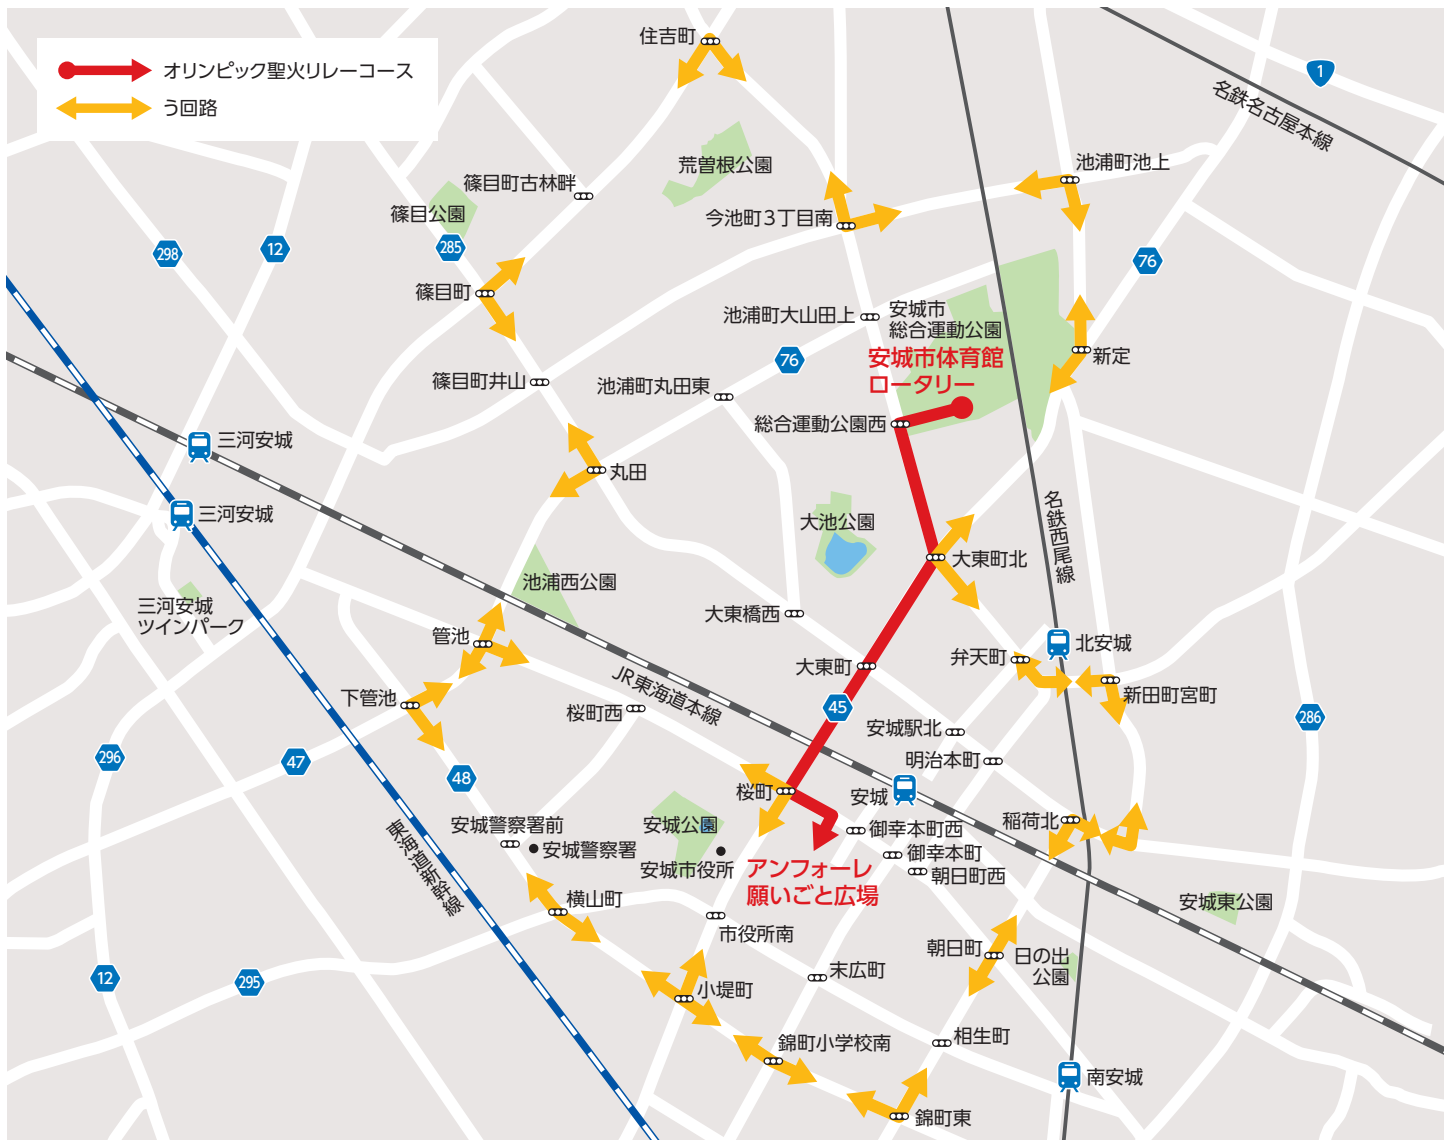 オリンピック聖火リレーコース
う回路
住吉町
1
名鉄名古屋本線
荒曽根公園
池浦町池上
篠目町古林畔
篠目公園
今池町3丁目南
298
12
285
76
篠目町
池浦町大山田上
安城市
総合運動公園
安城市体育館
ロータリー
新定
76
篠目町井山
池浦町丸田東
総合運動公園西
三河安城
丸田
三河安城
大池公園
名鉄西尾線
大東町北
池浦西公園
三河安城
ツインパーク
大東橋西
管池
北安城
弁天町
大東町
新田町宮町
下管池
JR東海道本線
桜町西
45
安城駅北
286
296
47
48
明治本町
桜町
安城
稲荷北
東海道新幹線
安城警察署前
安城警察署
安城公園
安城市役所
御幸本町西
御幸本町
朝日町西
アンフォーレ
願いごと広場
横山町
安城東公園
市役所南
朝日町
日の出
公園
12
295
末広町
小堤町
錦町小学校南
相生町
南安城
錦町東